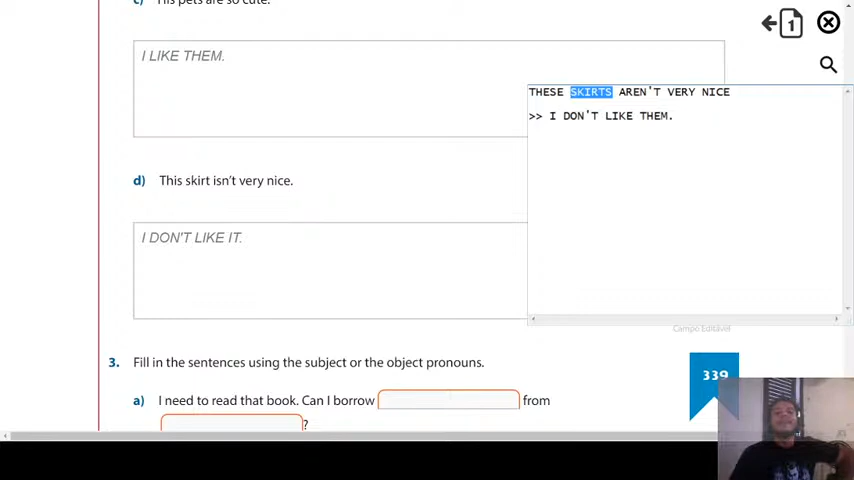 c) His pets are so cute.
I LIKE THEM.
1
THESE SKIRTS AREN'T VERY NICE
>> I DON'T LIKE THEM.
d) This skirt isn't very nice.
I DON'T LIKE IT.
Campo Editável
3. Fill in the sentences using the subject or the object pronouns.
339
a) I need to read that book. Can I borrow from
?